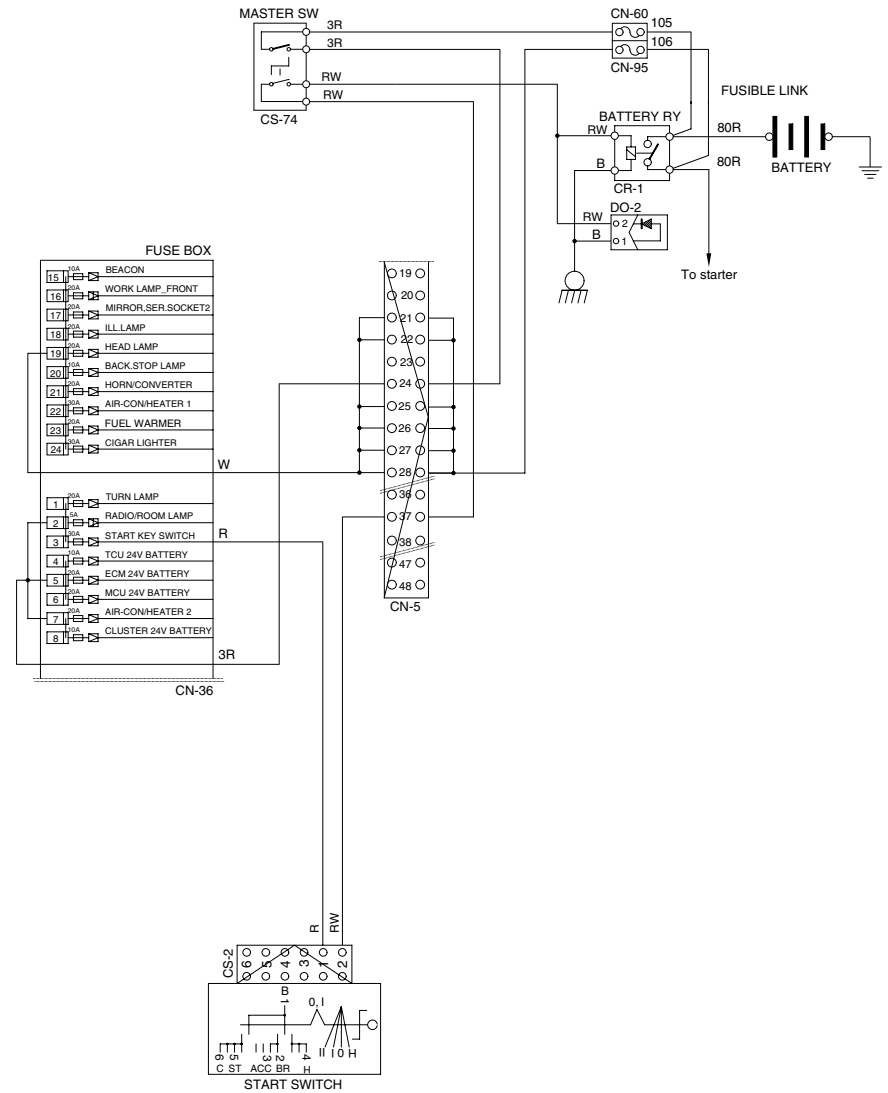 MASTER SW
3R
3R
RW
RW
CS-74
CN-60
105
106
CN-95
FUSIBLE LINK
BATTERY RY
RW
B
CR-1
80R
80R
BATTERY
DO-2
RW 2
B 1
To starter
FUSE BOX
15 10A BEACON
16 20A WORK LAMP_FRONT
17 20A MIRROR,SER.SOCKET2
18 20A ILL.LAMP
19 20A HEAD LAMP
20 10A BACK.STOP LAMP
21 20A HORN/CONVERTER
22 30A AIR-CON/HEATER 1
23 20A FUEL WARMER
24 30A CIGAR LIGHTER
W
1 20A TURN LAMP
2 5A RADIO/ROOM LAMP
3 30A START KEY SWITCH
R
4 10A TCU 24V BATTERY
5 20A ECM 24V BATTERY
6 20A MCU 24V BATTERY
7 20A AIR-CON/HEATER 2
8 10A CLUSTER 24V BATTERY
3R
CN-36
19
20
21
22
23
24
25
26
27
28
36
37
38
47
48
CN-5
R
RW
CS-2
6 5 4 3 1 2
B
1
0, I
II I 0 H
6 5 3 2 4
C ST ACC BR H
START SWITCH